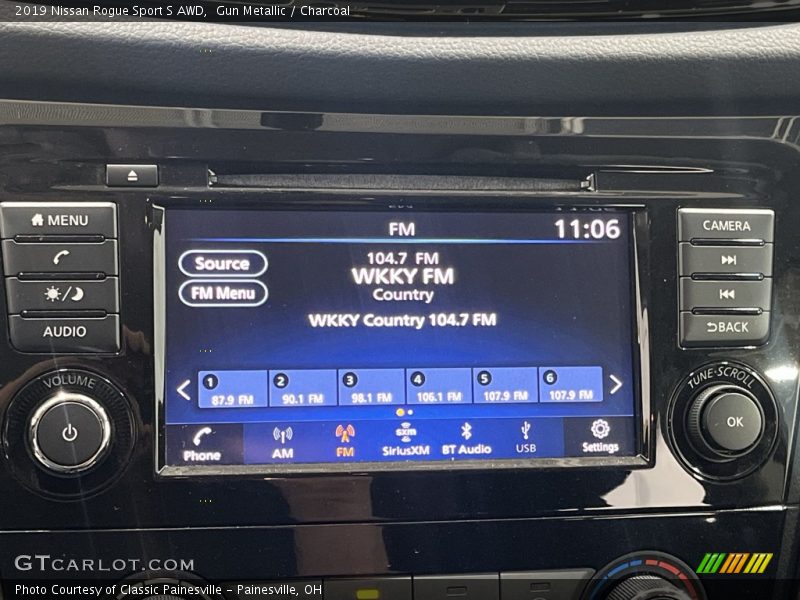 2019 Nissan Rogue Sport S AWD,  Gun Metallic / Charcoal
MENU
AUDIO
VOLUME
FM
11:06
Source
FM Menu
104.7 FM
WKKY FM
Country
WKKY Country 104.7 FM
1 87.9 FM
2 90.1 FM
3 98.1 FM
4 106.1 FM
5 107.9 FM
6 107.9 FM
Phone
AM
FM
sxm
SiriusXM
BT Audio
USB
Settings
CAMERA
BACK
TUNE·SCROLL
OK
GTCARLOT.COM
Photo Courtesy of Classic Painesville - Painesville, OH